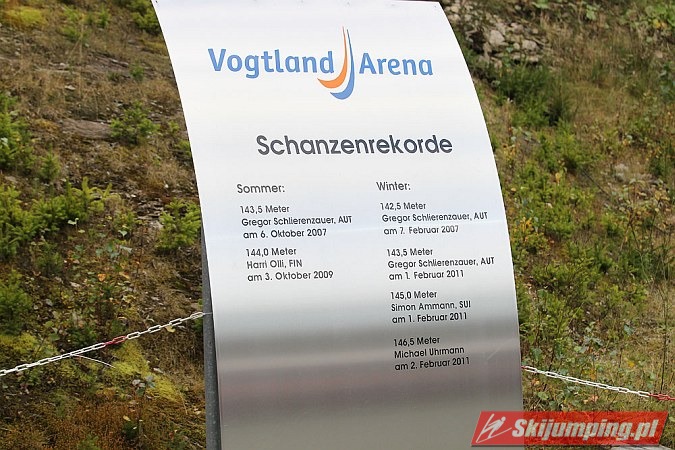 Vogtland Arena
Schanzenrekorde
Sommer:
143,5 Meter
Gregor Schlierenzauer, AUT
am 6. Oktober 2007
144,0 Meter
Harri Olli, FIN
am 3. Oktober 2009
Winter:
142,5 Meter
Gregor Schlierenzauer, AUT
am 7. Februar 2007
143,5 Meter
Gregor Schlierenzauer, AUT
am 1. Februar 2011
145,0 Meter
Simon Ammann, SUI
am 1. Februar 2011
146,5 Meter
Michael Uhrmann
am 2. Februar 2011
Skijumping.pl